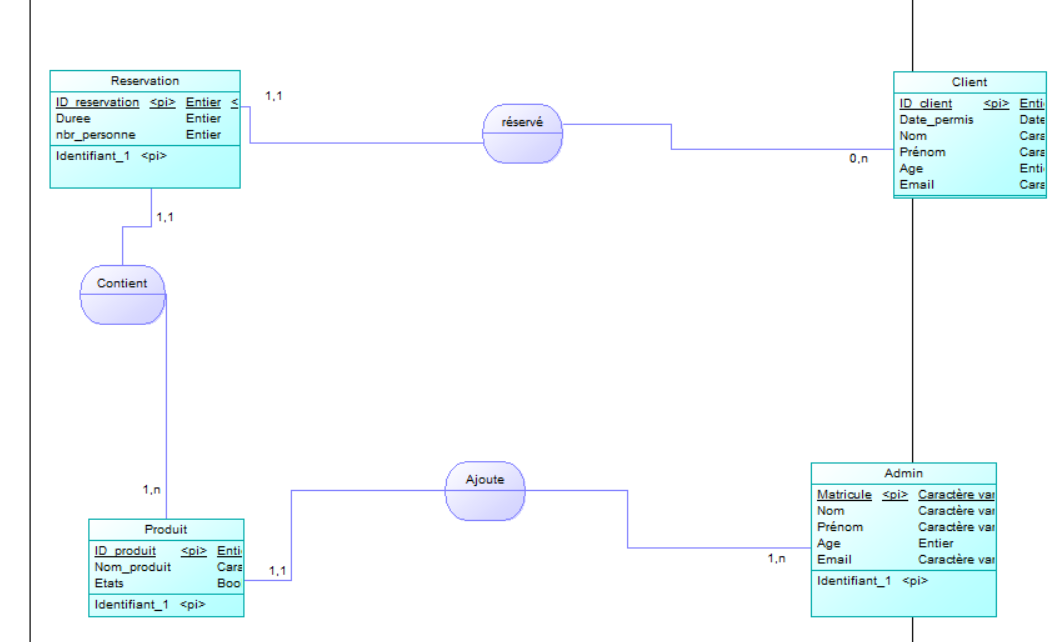 Reservation
ID_reservation <pi> Entier <
Duree Entier
nbr_personne Entier
Identifiant_1 <pi>
1,1
réservé
0,n
Client
ID_client <pi> Enti
Date_permis Date
Nom Cara
Prénom Cara
Age Enti
Email Cara
1,1
Contient
1,n
Produit
ID_produit <pi> Enti
Nom_produit Cara
Etats Boo
Identifiant_1 <pi>
1,1
Ajoute
1,n
Admin
Matricule <pi> Caractère var
Nom Caractère var
Prénom Caractère var
Age Entier
Email Caractère var
Identifiant_1 <pi>